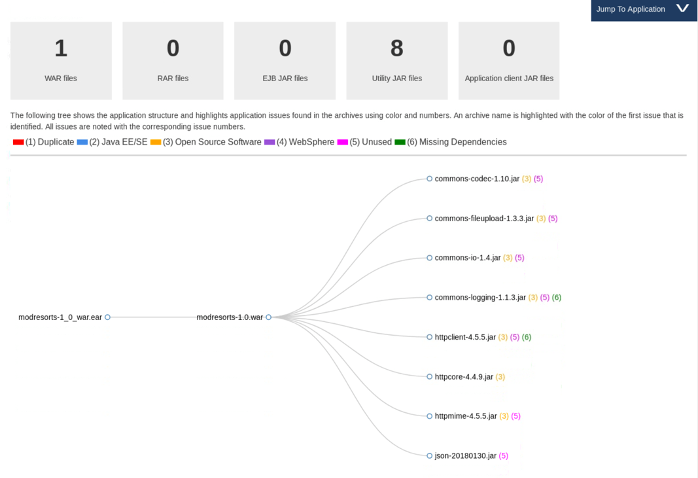 Jump To Application
1 0 0 8 0
WAR files RAR files EJB JAR files Utility JAR files Application client JAR files
The following tree shows the application structure and highlights application issues found in the archives using color and numbers. An archive name is highlighted with the color of the first issue that is
identified. All issues are noted with the corresponding issue numbers.
(1) Duplicate (2) Java EE/SE (3) Open Source Software (4) WebSphere (5) Unused (6) Missing Dependencies
commons-codec-1.10.jar (3) (5)
commons-fileupload-1.3.3.jar (3) (5)
commons-io-1.4.jar (3) (5)
commons-logging-1.1.3.jar (3) (5) (6)
modresorts-1_0_war.ear modresorts-1.0.war
httpclient-4.5.5.jar (3) (5) (6)
httpcore-4.4.9.jar (3)
httpmime-4.5.5.jar (3) (5)
json-20180130.jar (5)